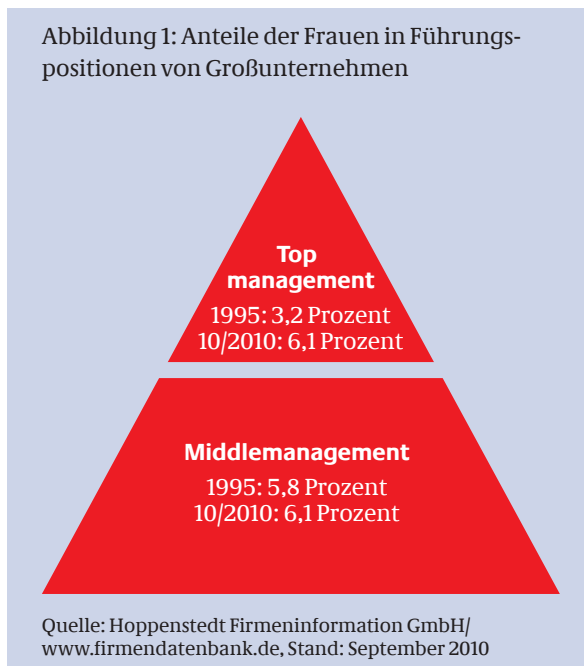 Abbildung 1: Anteile der Frauen in Führungs-
positionen von Großunternehmen
Top
management
1995: 3,2 Prozent
10/2010: 6,1 Prozent
Middlemanagement
1995: 5,8 Prozent
10/2010: 6,1 Prozent
Quelle: Hoppenstedt Firmeninformation GmbH/
www.firmendatenbank.de, Stand: September 2010